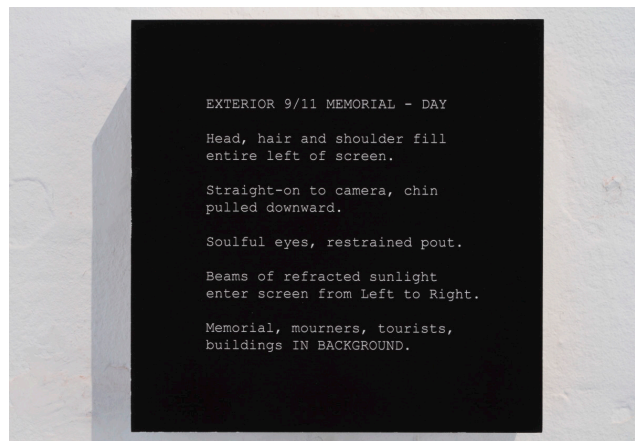 EXTERIOR 9/11 MEMORIAL - DAY
Head, hair and shoulder fill
entire left of screen.
Straight-on to camera, chin
pulled downward.
Soulful eyes, restrained pout.
Beams of refracted sunlight
enter screen from Left to Right.
Memorial, mourners, tourists,
buildings IN BACKGROUND.